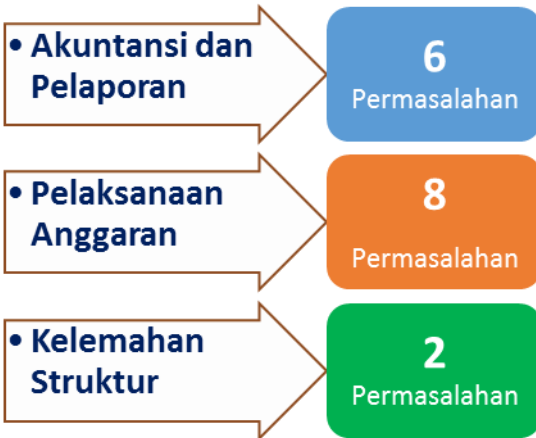 • Akuntansi dan
Pelaporan
6
Permasalahan
• Pelaksanaan
Anggaran
8
Permasalahan
• Kelemahan
Struktur
2
Permasalahan